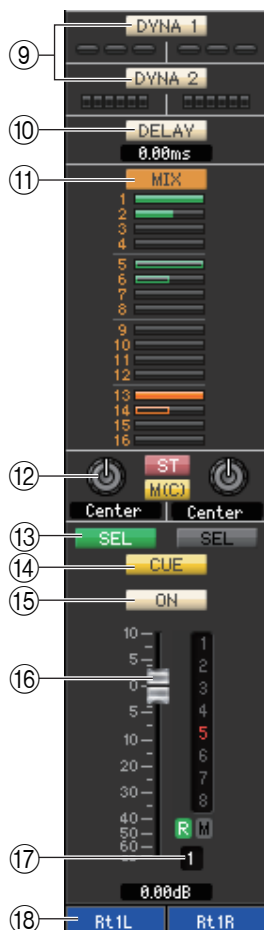 ⑨ DYNA 1
DYNA 2
⑩ DELAY
0.00ms
⑪ MIX
1
2
3
4
5
6
7
8
9
10
11
12
13
14
15
16
⑫ ST
M(C)
Center Center
⑬ SEL SEL
⑭ CUE
⑮ ON
10 1
5 2
⑯ 0 3
5 4
10 5
20 6
30 7
40 8
50 R M
60
⑰ 1
0.00dB
⑱ Rt1L Rt1R